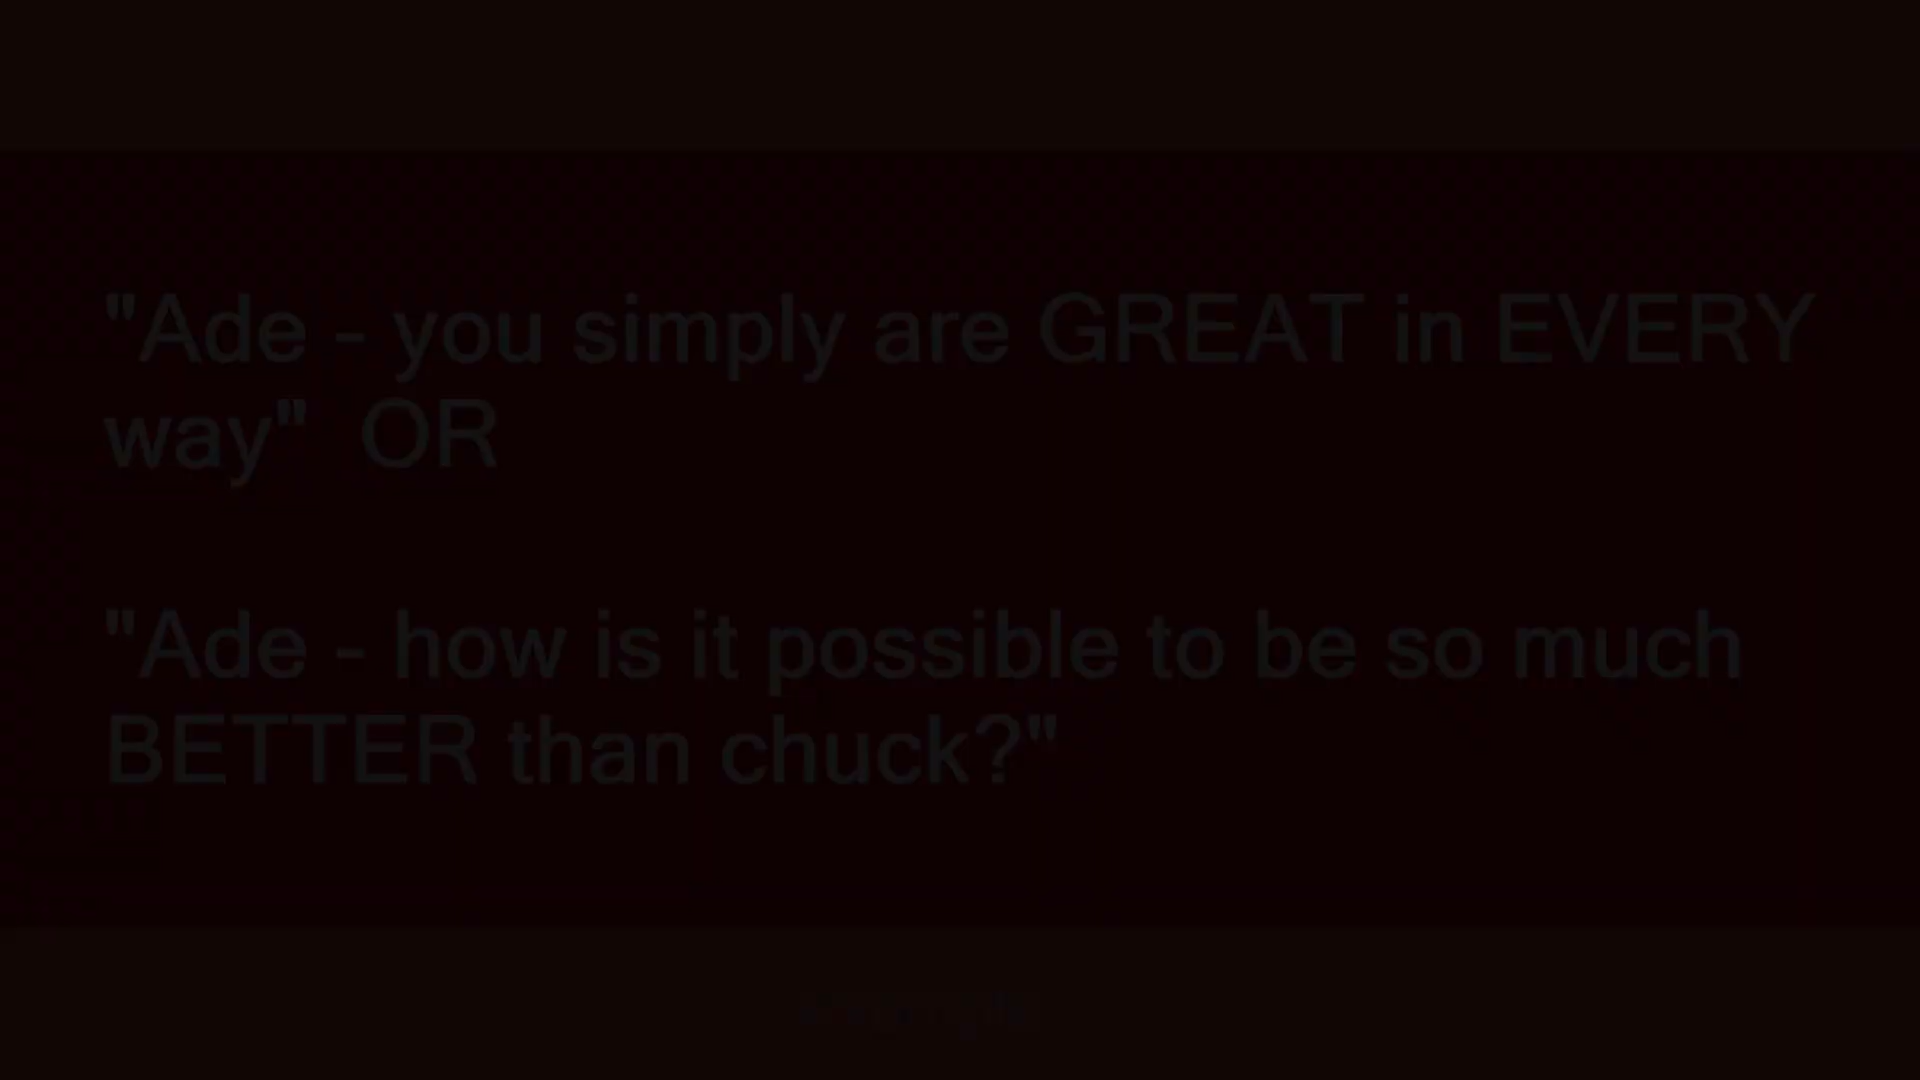 "Ade - you simply are GREAT in EVERY
way"  OR
"Ade - how is it possible to be so much
BETTER than chuck?"